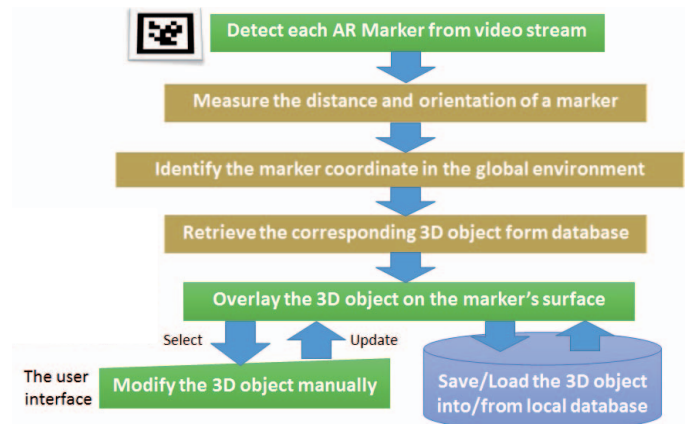 Detect each AR Marker from video stream
Measure the distance and orientation of a marker
Identify the marker coordinate in the global environment
Retrieve the corresponding 3D object form database
Overlay the 3D object on the marker's surface
Select
Update
The user
interface
Modify the 3D object manually
Save/Load the 3D object
into/from local database